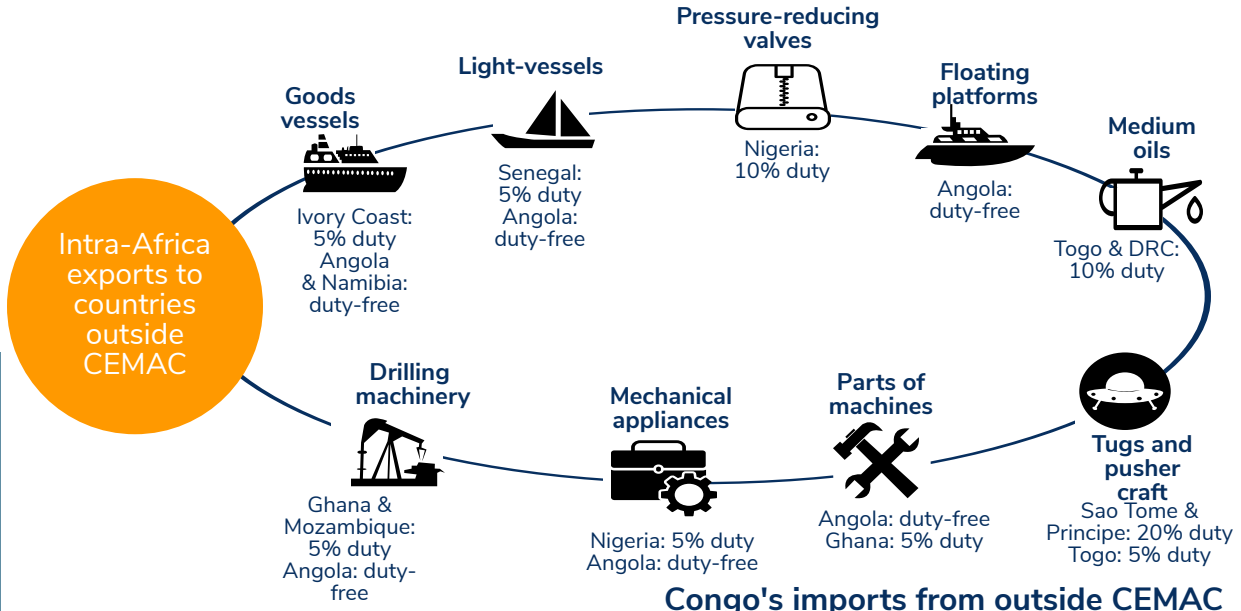 Intra-Africa
exports to
countries
outside
CEMAC
Goods
vessels
Ivory Coast:
5% duty
Angola
& Namibia:
duty-free
Light-vessels
Senegal:
5% duty
Angola:
duty-free
Pressure-reducing
valves
Nigeria:
10% duty
Floating
platforms
Angola:
duty-free
Medium
oils
Togo & DRC:
10% duty
Tugs and
pusher
craft
Sao Tome &
Principe: 20% duty
Togo: 5% duty
Parts of
machines
Angola: duty-free
Ghana: 5% duty
Mechanical
appliances
Nigeria: 5% duty
Angola: duty-free
Drilling
machinery
Ghana &
Mozambique:
5% duty
Angola: duty-
free
Congo's imports from outside CEMAC